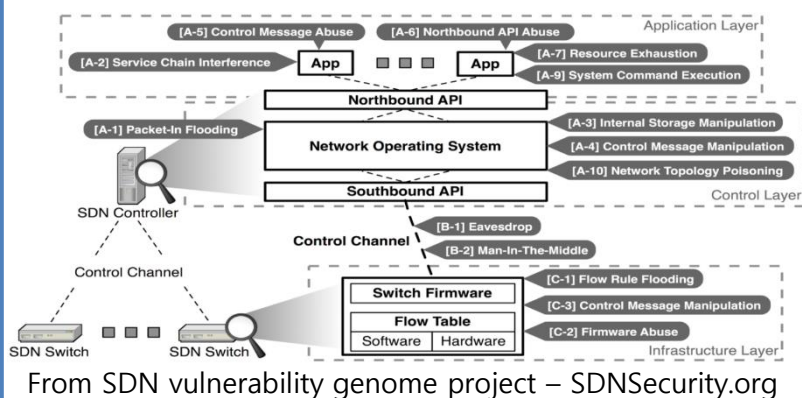 Application Layer
[A-5] Control Message Abuse
[A-6] Northbound API Abuse
[A-2] Service Chain Interference
App
App
[A-7] Resource Exhaustion
[A-9] System Command Execution
Northbound API
[A-1] Packet-In Flooding
Network Operating System
[A-3] Internal Storage Manipulation
[A-4] Control Message Manipulation
[A-10] Network Topology Poisoning
Southbound API
Control Layer
SDN Controller
[B-1] Eavesdrop
Control Channel
[B-2] Man-In-The-Middle
Control Channel
[C-1] Flow Rule Flooding
Switch Firmware
[C-3] Control Message Manipulation
Flow Table
[C-2] Firmware Abuse
Software
Hardware
SDN Switch
SDN Switch
Infrastructure Layer
From SDN vulnerability genome project – SDNSecurity.org